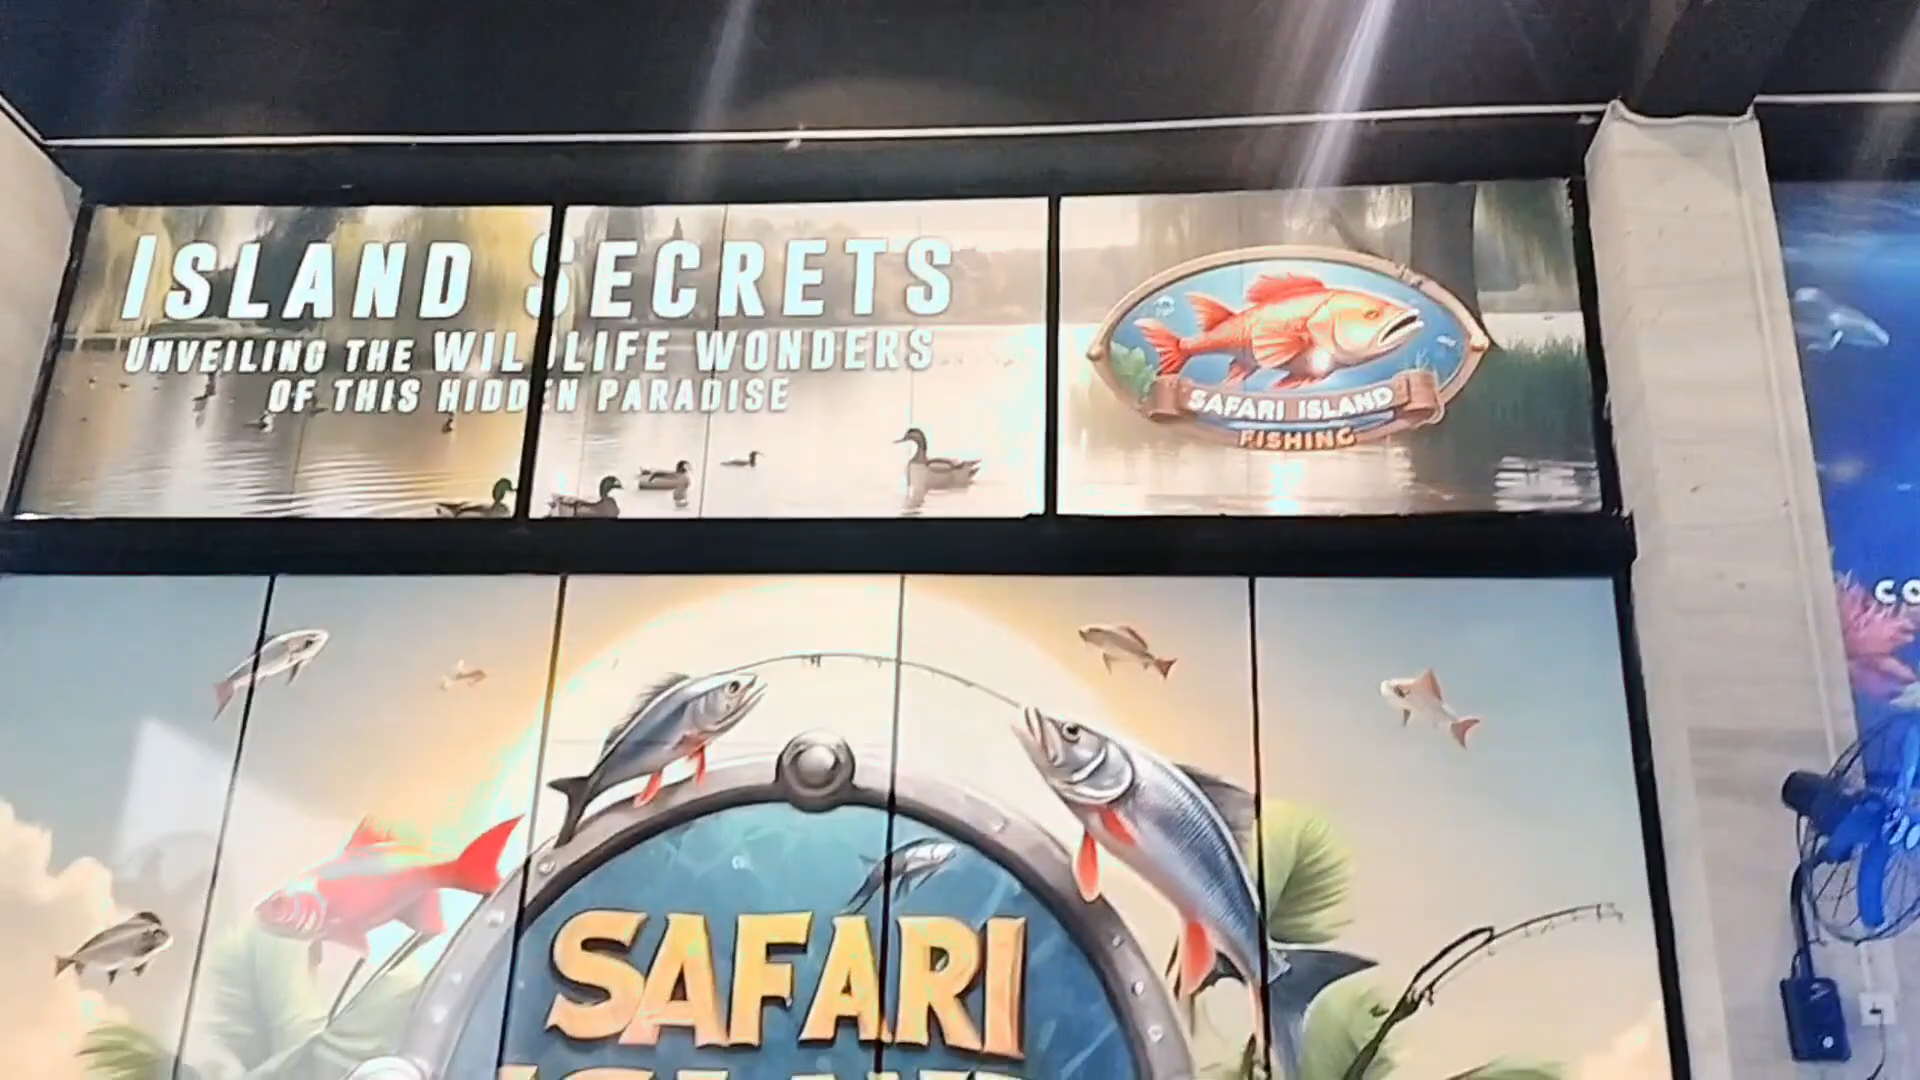 ISLAND SECRETS
UNVEILING THE WILDLIFE WONDERS
OF THIS HIDDEN PARADISE
SAFARI ISLAND
FISHING
SAFARI